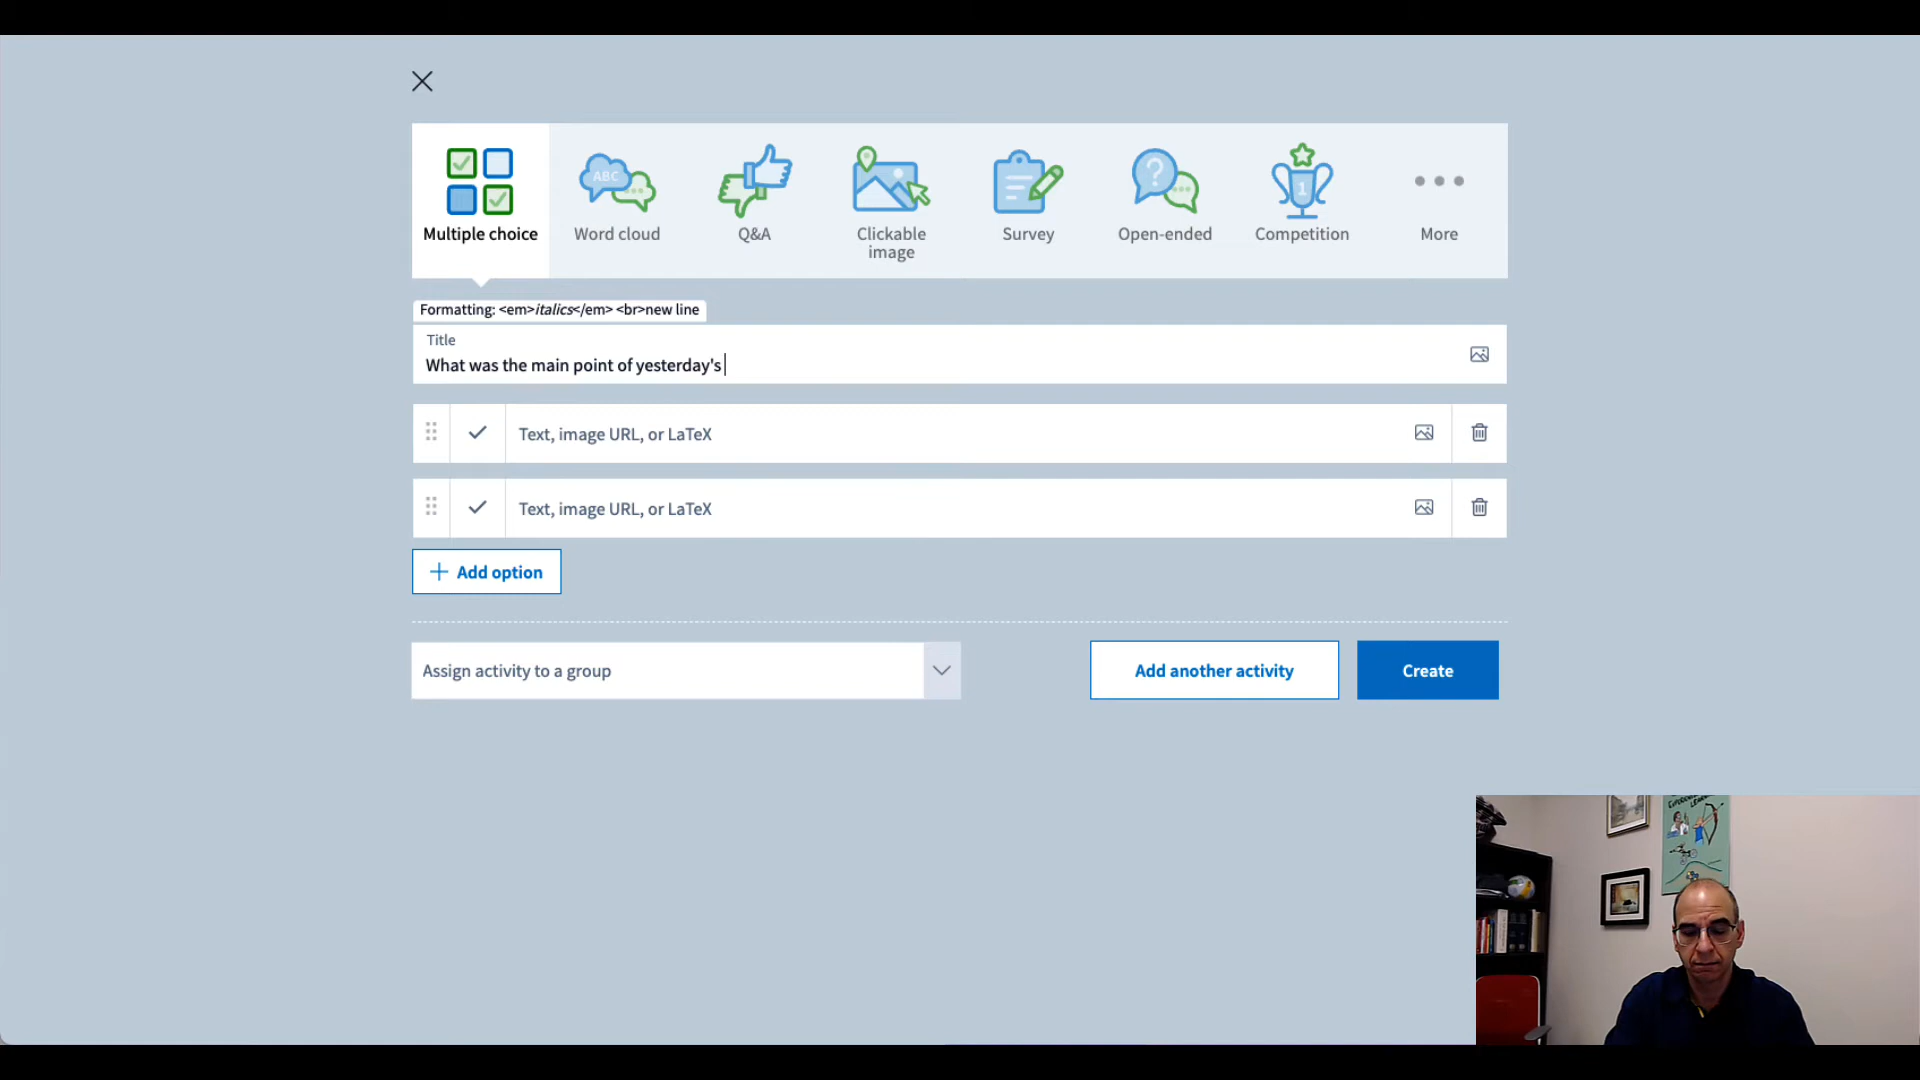 Multiple choice
ABC
Word cloud
Q&A
Clickable
image
Survey
?
Open-ended
1
Competition
More
Formatting: <em>italics</em> <br>new line
Title
What was the main point of yesterday's
Text, image URL, or LaTeX
Text, image URL, or LaTeX
+ Add option
Assign activity to a group
Add another activity
Create